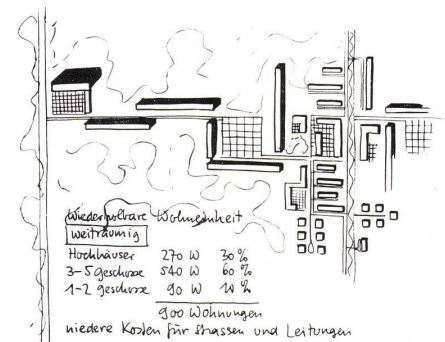 Wiederholbare Wohneinheit
weiträumig
Hochhäuser 270 W 30 %
3-5 geschosse 540 W 60 %
1-2 geschosse 90 W 10 %
900 Wohnungen
niedere Kosten für Strassen und Leitungen